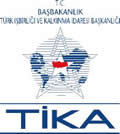 T.C.
BAŞBAKANLIK
TÜRK İŞBİRLİĞİ VE KALKINMA İDARESİ BAŞKANLIĞI
TİKA